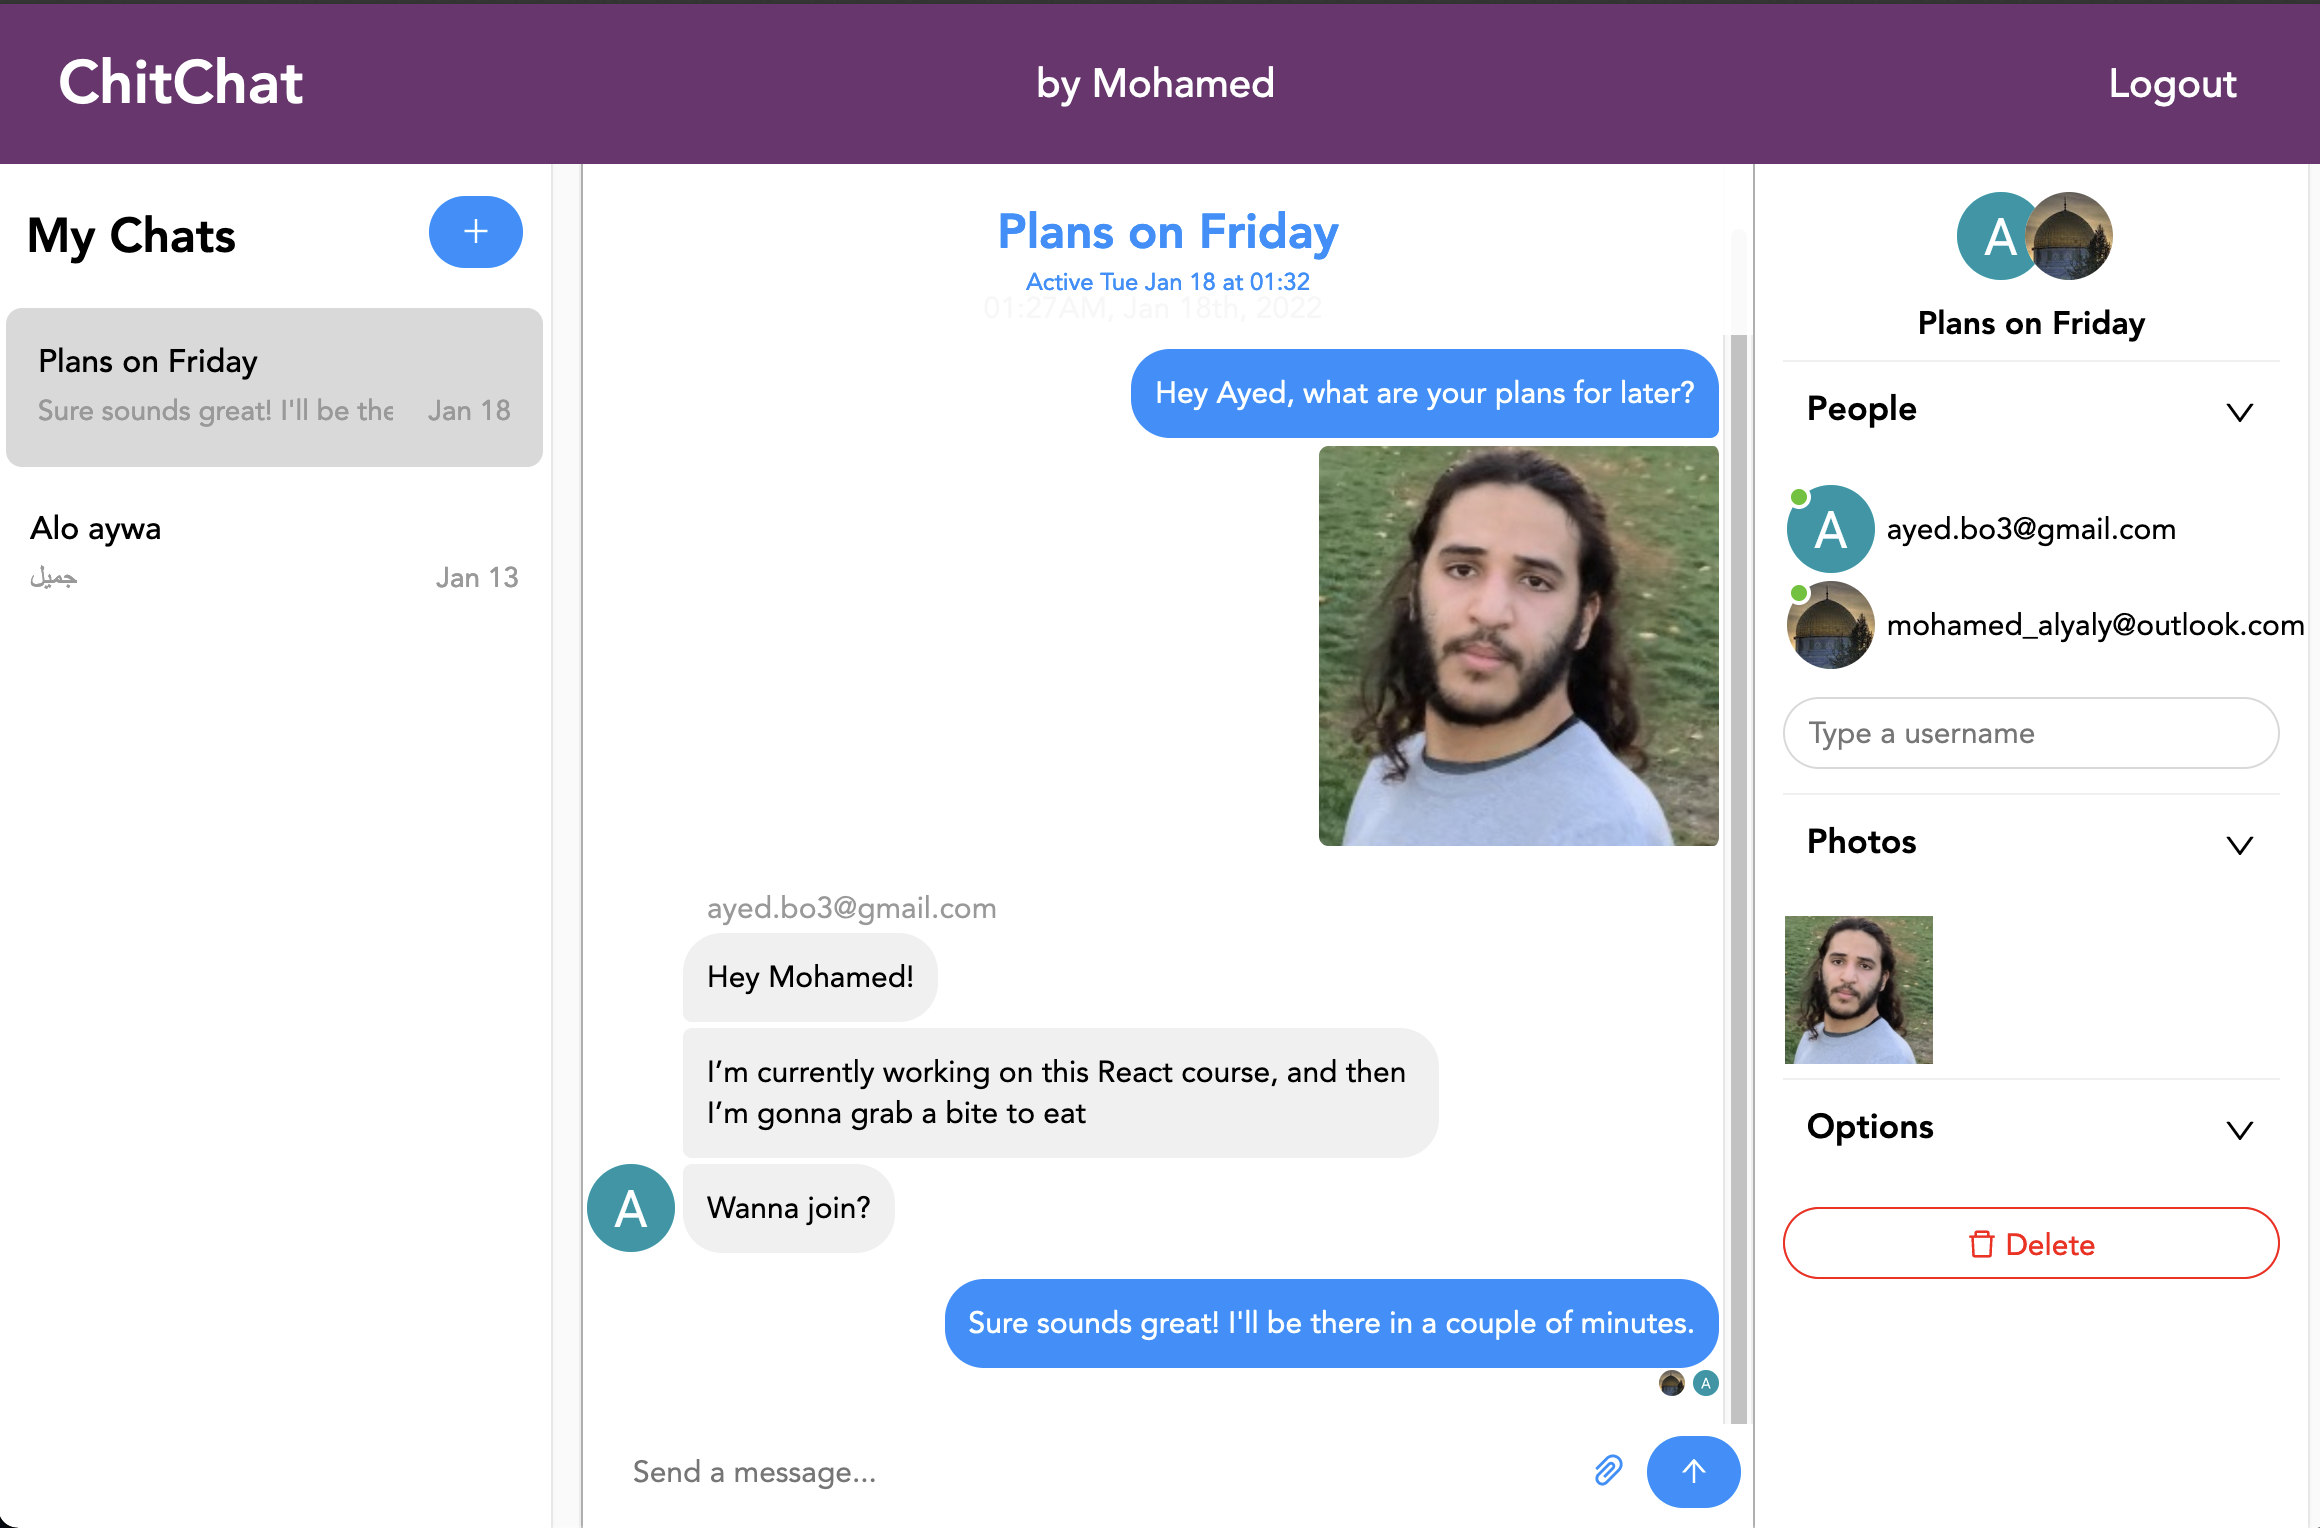 ChitChat
by Mohamed
Logout
My Chats
+
Plans on Friday
Sure sounds great! I'll be the
Jan 18
Alo aywa
جميل
Jan 13
Plans on Friday
Active Tue Jan 18 at 01:32
01:27AM, Jan 18th, 2022
Hey Ayed, what are your plans for later?
ayed.bo3@gmail.com
Hey Mohamed!
I’m currently working on this React course, and then
I’m gonna grab a bite to eat
A
Wanna join?
Sure sounds great! I'll be there in a couple of minutes.
A
Send a message...
A
Plans on Friday
People
A
ayed.bo3@gmail.com
mohamed_alyaly@outlook.com
Type a username
Photos
Options
Delete